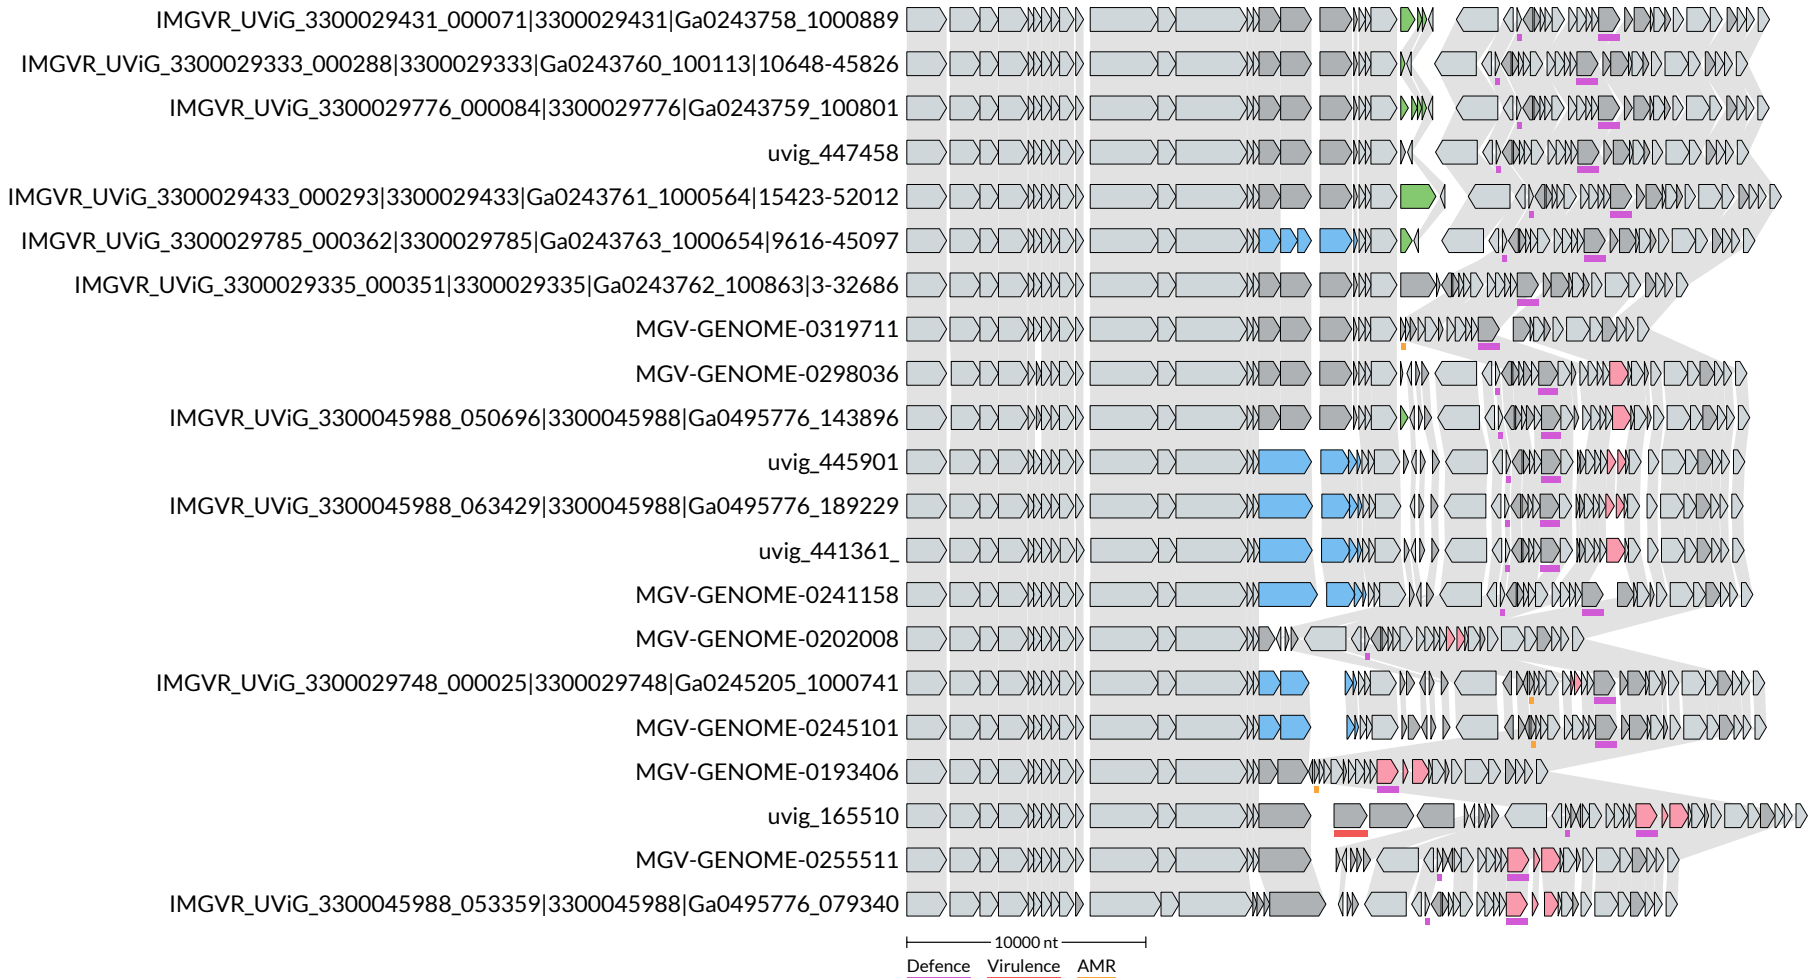 IMGVR_UViG_3300029431_000071|3300029431|Ga0243758_1000889
IMGVR_UViG_3300029333_000288|3300029333|Ga0243760_100113|10648-45826
IMGVR_UViG_3300029776_000084|3300029776|Ga0243759_100801
uvig_447458
IMGVR_UViG_3300029433_000293|3300029433|Ga0243761_1000564|15423-52012
IMGVR_UViG_3300029785_000362|3300029785|Ga0243763_1000654|9616-45097
IMGVR_UViG_3300029335_000351|3300029335|Ga0243762_100863|3-32686
MGV-GENOME-0319711
MGV-GENOME-0298036
IMGVR_UViG_3300045988_050696|3300045988|Ga0495776_143896
uvig_445901
IMGVR_UViG_3300045988_063429|3300045988|Ga0495776_189229
uvig_441361_
MGV-GENOME-0241158
MGV-GENOME-0202008
IMGVR_UViG_3300029748_000025|3300029748|Ga0245205_1000741
MGV-GENOME-0245101
MGV-GENOME-0193406
uvig_165510
MGV-GENOME-0255511
IMGVR_UViG_3300045988_053359|3300045988|Ga0495776_079340
10000 nt
Defence Virulence AMR